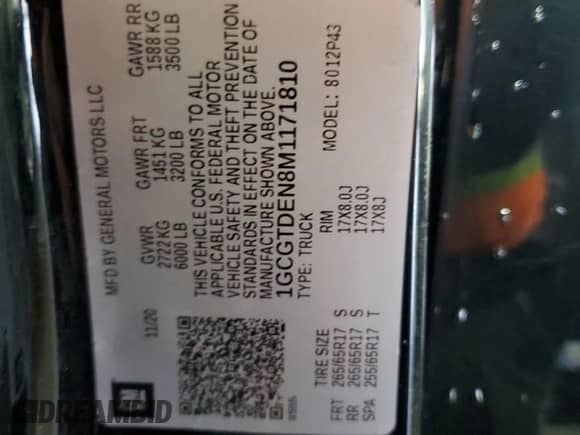 MFD BY GENERAL MOTORS LLC
11/20
GVWR GAWR FRT GAWR RR
2722 KG 1451 KG 1588 KG
6000 LB 3200 LB 3500 LB
THIS VEHICLE CONFORMS TO ALL
APPLICABLE U.S. FEDERAL MOTOR
VEHICLE SAFETY AND THEFT PREVENTION
STANDARDS IN EFFECT ON THE DATE OF
MANUFACTURE SHOWN ABOVE.
1GCGTDEN8M1171810
TYPE: TRUCK MODEL: 8012P43
TIRE SIZE RIM
FRT 265/65R17 S 17X8.0J
RR 265/65R17 S 17X8.0J
SPA 255/65R17 T 17X8J
DREAMBID